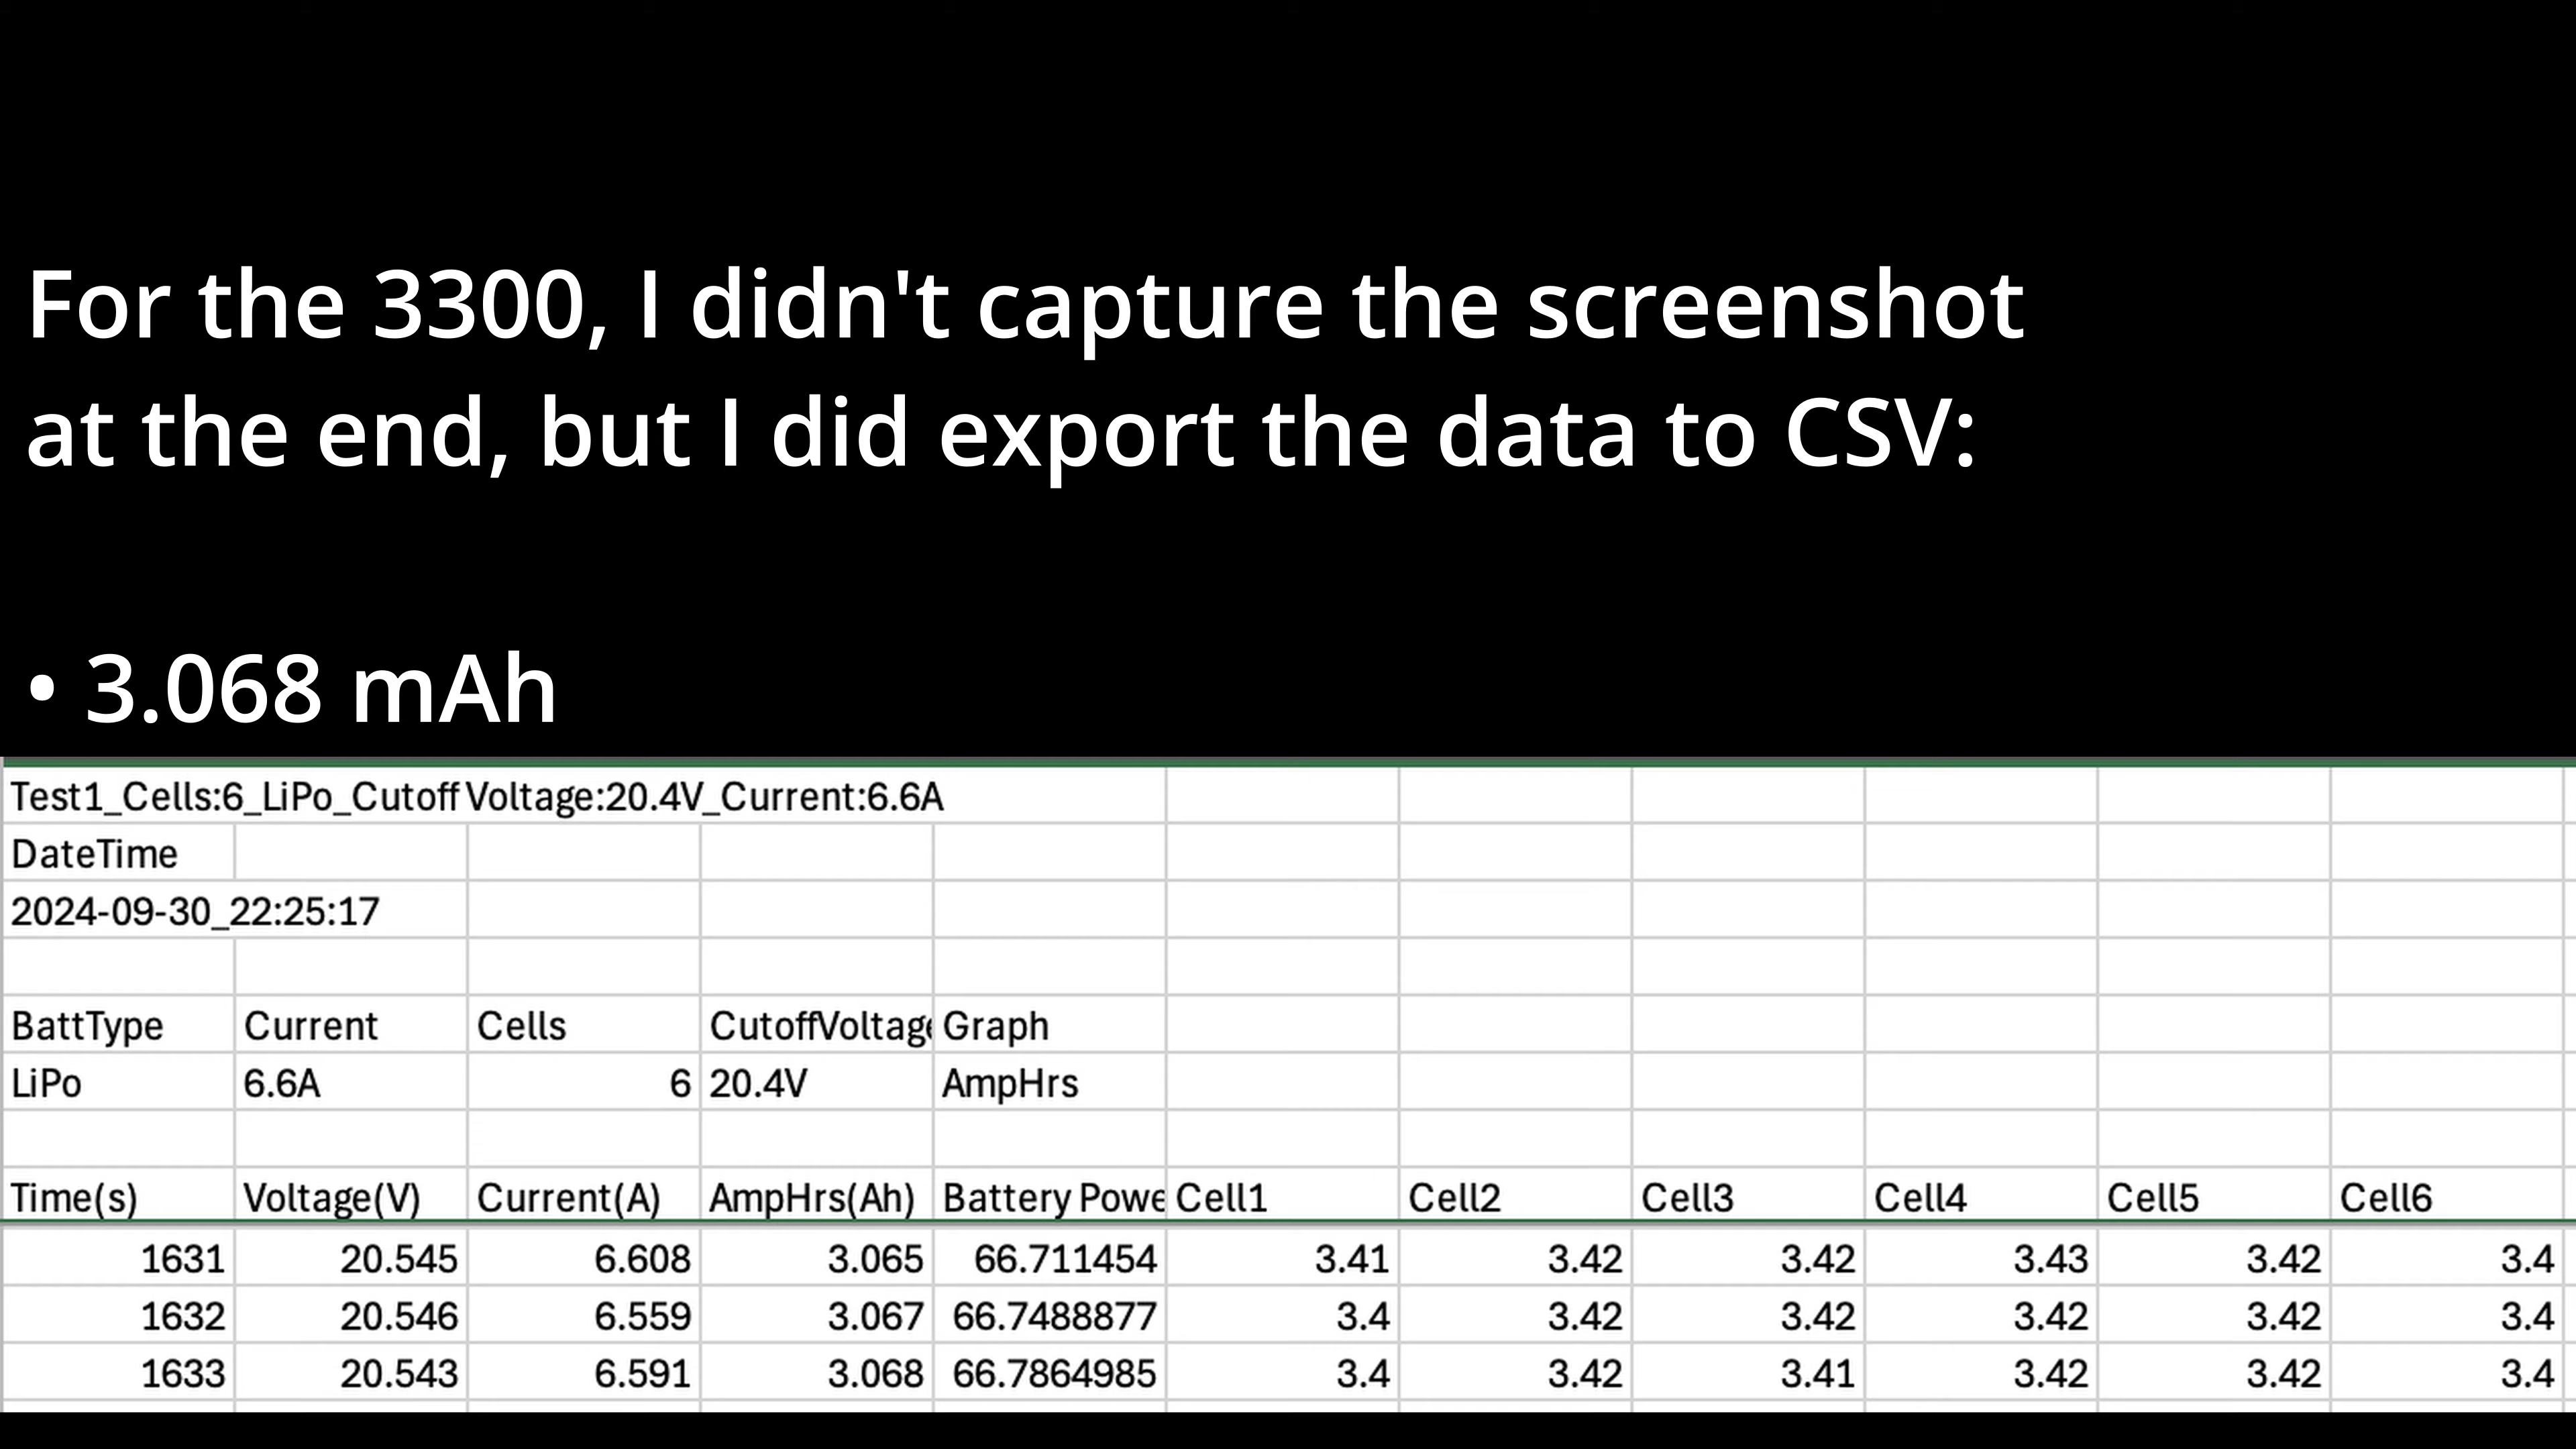 For the 3300, I didn't capture the screenshot
at the end, but I did export the data to CSV:
• 3.068 mAh
Test1_Cells:6_LiPo_CutoffVoltage:20.4V_Current:6.6A
DateTime
2024-09-30_22:25:17
BattType Current Cells CutoffVoltage Graph
LiPo 6.6A 6 20.4V AmpHrs
Time(s) Voltage(V) Current(A) AmpHrs(Ah) Battery Powe Cell1 Cell2 Cell3 Cell4 Cell5 Cell6
1631 20.545 6.608 3.065 66.711454 3.41 3.42 3.42 3.43 3.42 3.4
1632 20.546 6.559 3.067 66.7488877 3.4 3.42 3.42 3.42 3.42 3.4
1633 20.543 6.591 3.068 66.7864985 3.4 3.42 3.41 3.42 3.42 3.4